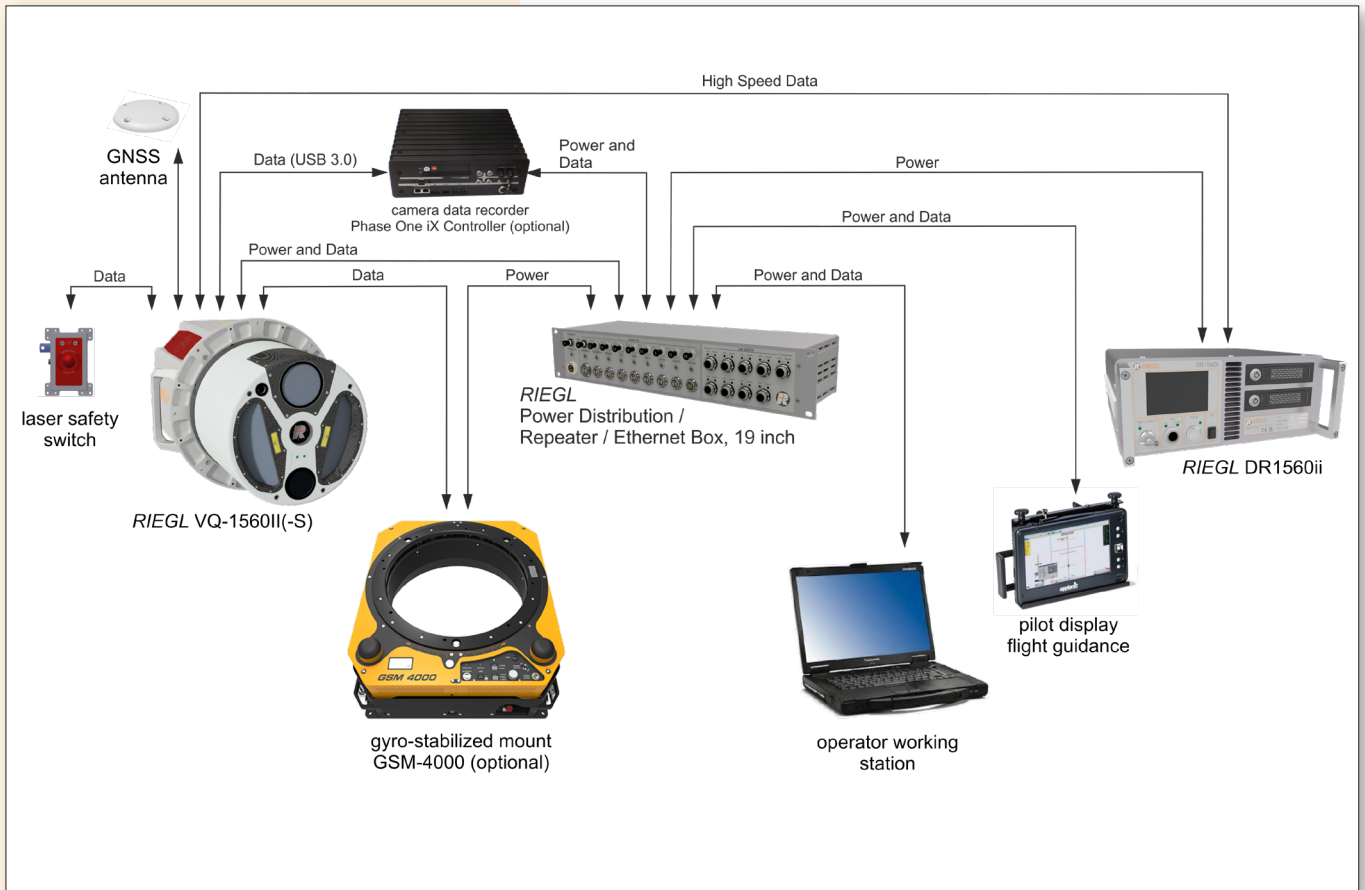 High Speed Data
GNSS
antenna
Data (USB 3.0)
Power and
Data
Power
camera data recorder
Phase One iX Controller (optional)
Power and Data
Power and Data
Data
Data
Power
Power and Data
laser safety
switch
RIEGL
Power Distribution /
Repeater / Ethernet Box, 19 inch
DR1560i
RIEGL DR1560ii
RIEGL VQ-1560II(-S)
GSM 4000
applanix
Panasonic
pilot display
flight guidance
gyro-stabilized mount
GSM-4000 (optional)
operator working
station